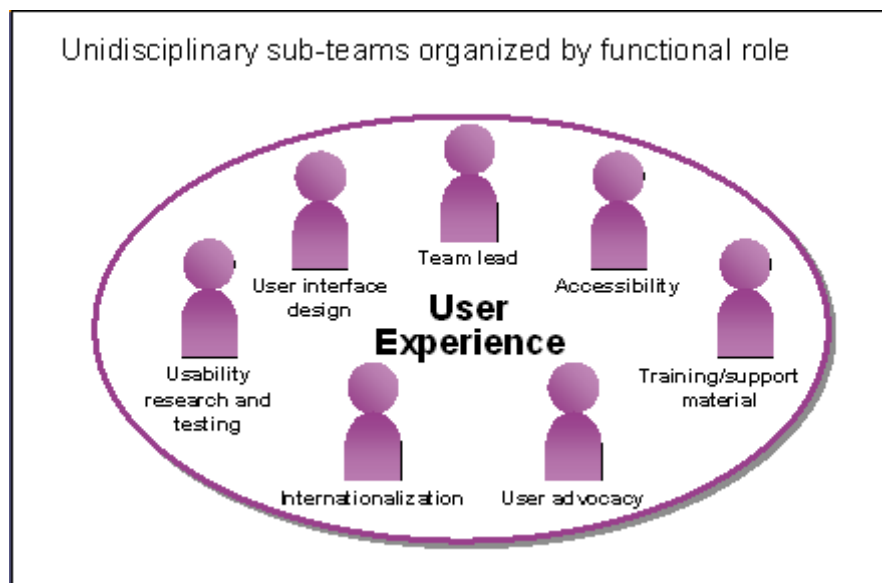 Unidisciplinary sub-teams organized by functional role
Team lead
User interface
design
Accessibility
User
Experience
Usability
research and
testing
Training/support
material
Internationalization
User advocacy